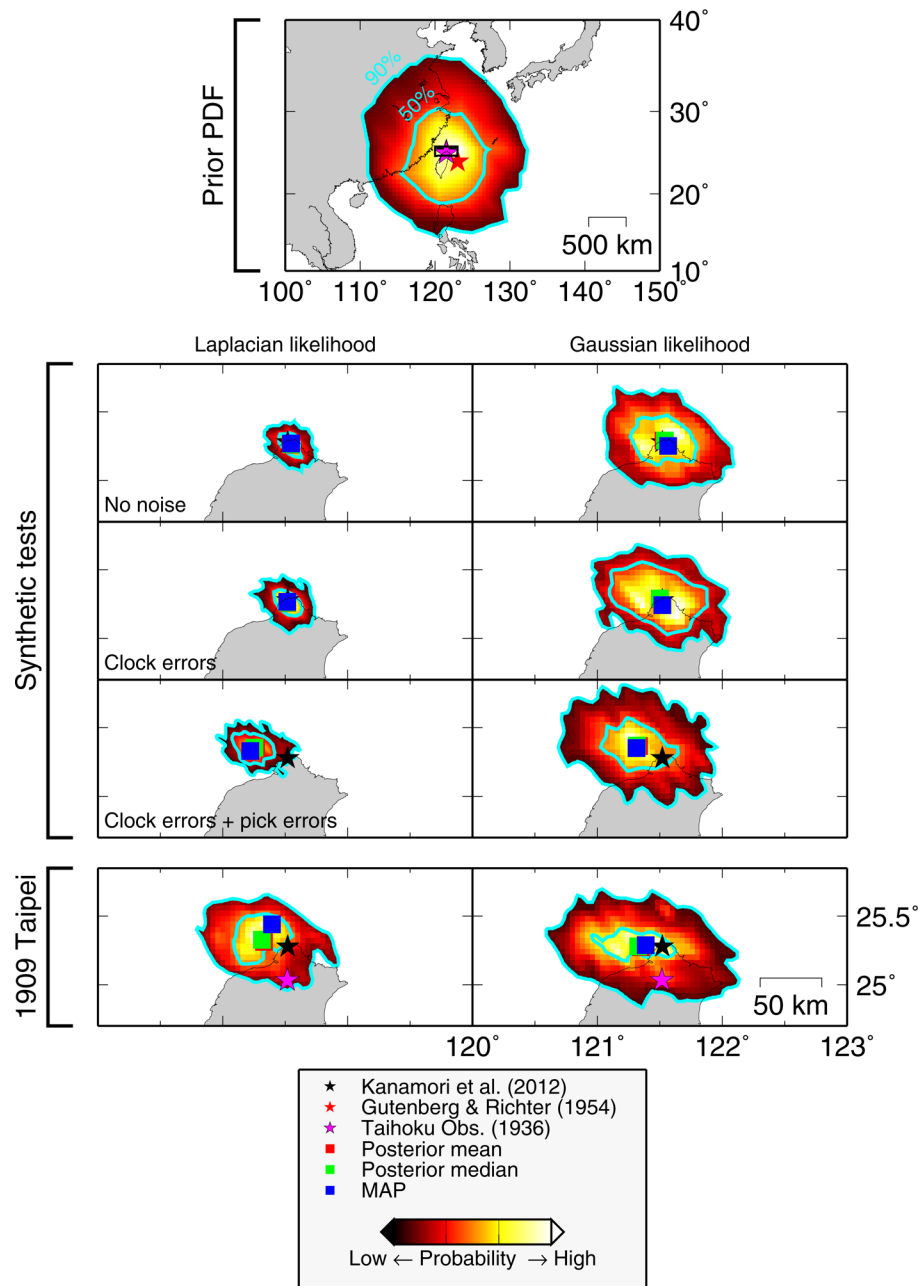 40°
90%
50%
30°
Prior PDF
20°
500 km
10°
100° 110° 120° 130° 140° 150°
Laplacian likelihood
Gaussian likelihood
Synthetic tests
No noise
Clock errors
Clock errors + pick errors
1909 Taipei
25.5°
25°
50 km
120° 121° 122° 123°
Kanamori et al. (2012)
Gutenberg & Richter (1954)
Taihoku Obs. (1936)
Posterior mean
Posterior median
MAP
Low ← Probability → High